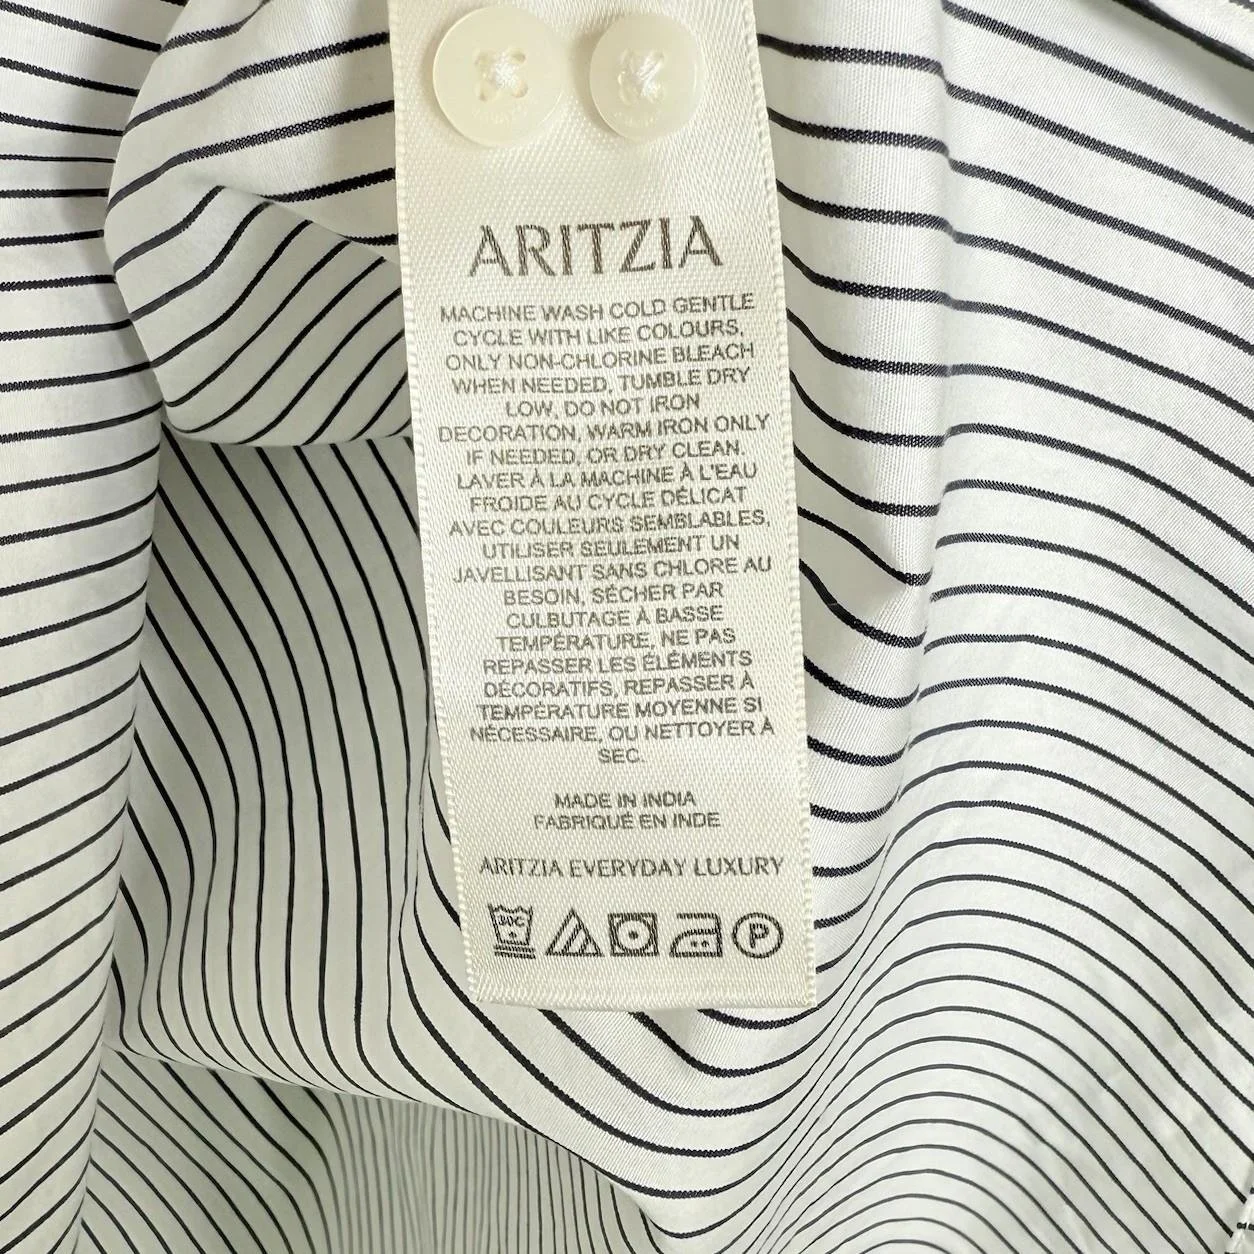 ARITZIA
MACHINE WASH COLD GENTLE
CYCLE WITH LIKE COLOURS,
ONLY NON-CHLORINE BLEACH
WHEN NEEDED, TUMBLE DRY
LOW, DO NOT IRON
DECORATION, WARM IRON ONLY
IF NEEDED, OR DRY CLEAN.
LAVER À LA MACHINE À L'EAU
FROIDE AU CYCLE DÉLICAT
AVEC COULEURS SEMBLABLES,
UTILISER SEULEMENT UN
JAVELLISANT SANS CHLORE AU
BESOIN, SÉCHER PAR
CULBUTAGE À BASSE
TEMPÉRATURE, NE PAS
REPASSER LES ÉLÉMENTS
DÉCORATIFS, REPASSER À
TEMPÉRATURE MOYENNE SI
NÉCESSAIRE, OU NETTOYER À
SEC.
MADE IN INDIA
FABRIQUÉ EN INDE
ARITZIA EVERYDAY LUXURY
30C P